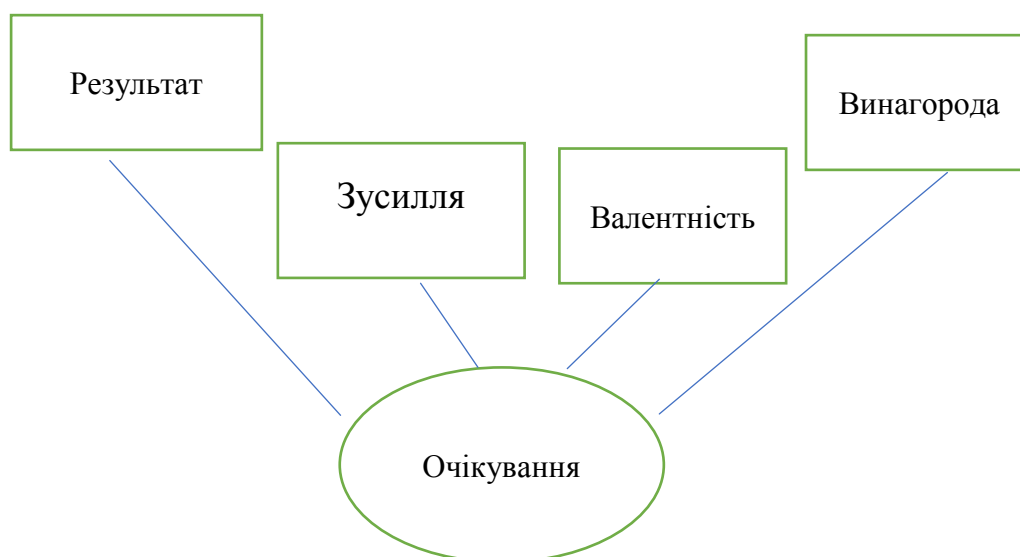 Результат
Зусилля
Валентність
Винагорода
Очікування